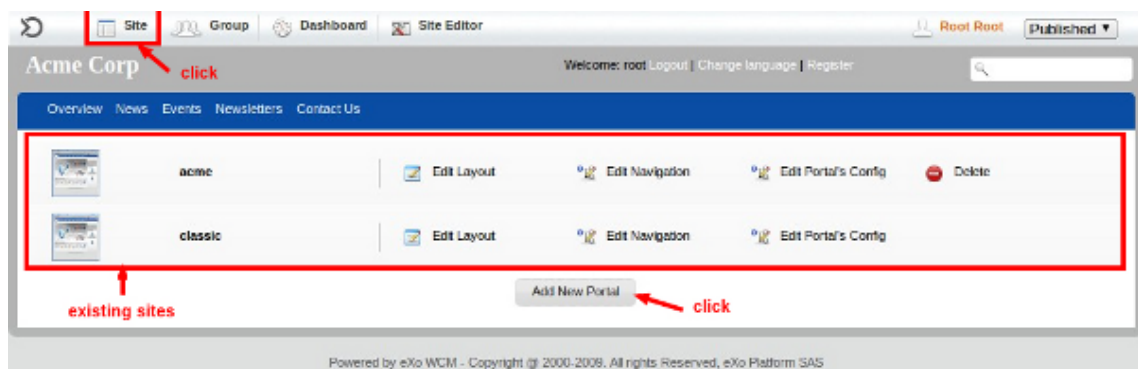 Site Group Dashboard Site Editor Root Root Published
Acme Corp click Welcome: root Logout | Change language | Register
Overview News Events Newsletters Contact Us
acme Edit Layout Edit Navigation Edit Portal's Config Delete
classic Edit Layout Edit Navigation Edit Portal's Config
Add New Portal
existing sites click
Powered by eXo WCM - Copyright @ 2000-2009. All rights Reserved, eXo Platform SAS